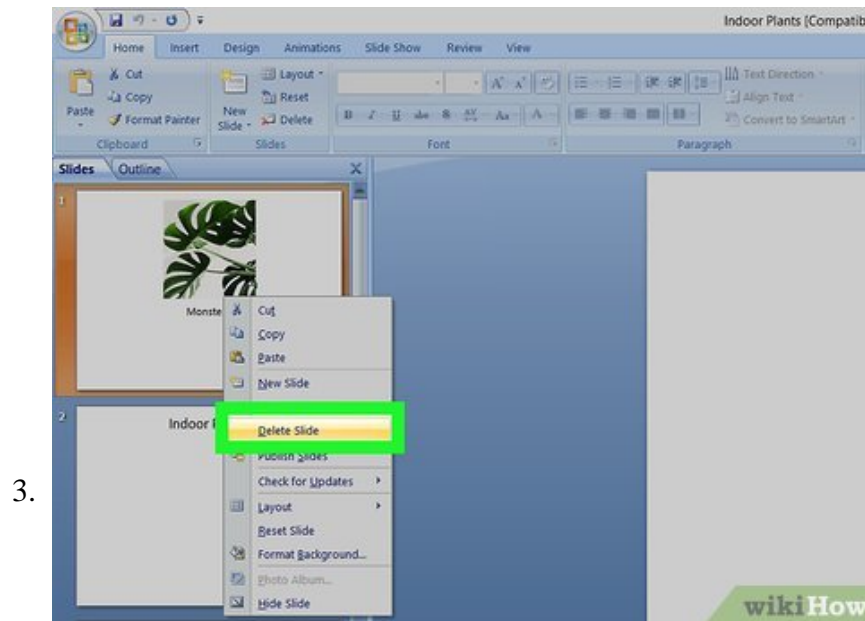 Indoor Plants [Compatib
Home Insert Design Animations Slide Show Review View
Paste
Cut
Copy
Format Painter
Clipboard
New Slide
Layout
Reset
Delete
Slides
B I U abe S AV Aa A
Font
Text Direction
Align Text
Convert to SmartArt
Paragraph
Slides Outline X
1
Monste
Cut
Copy
Paste
New Slide
2
Indoor P
Delete Slide
Publish Slides
Check for Updates
3.
Layout
Reset Slide
Format Background...
Photo Album...
Hide Slide
wikiHow